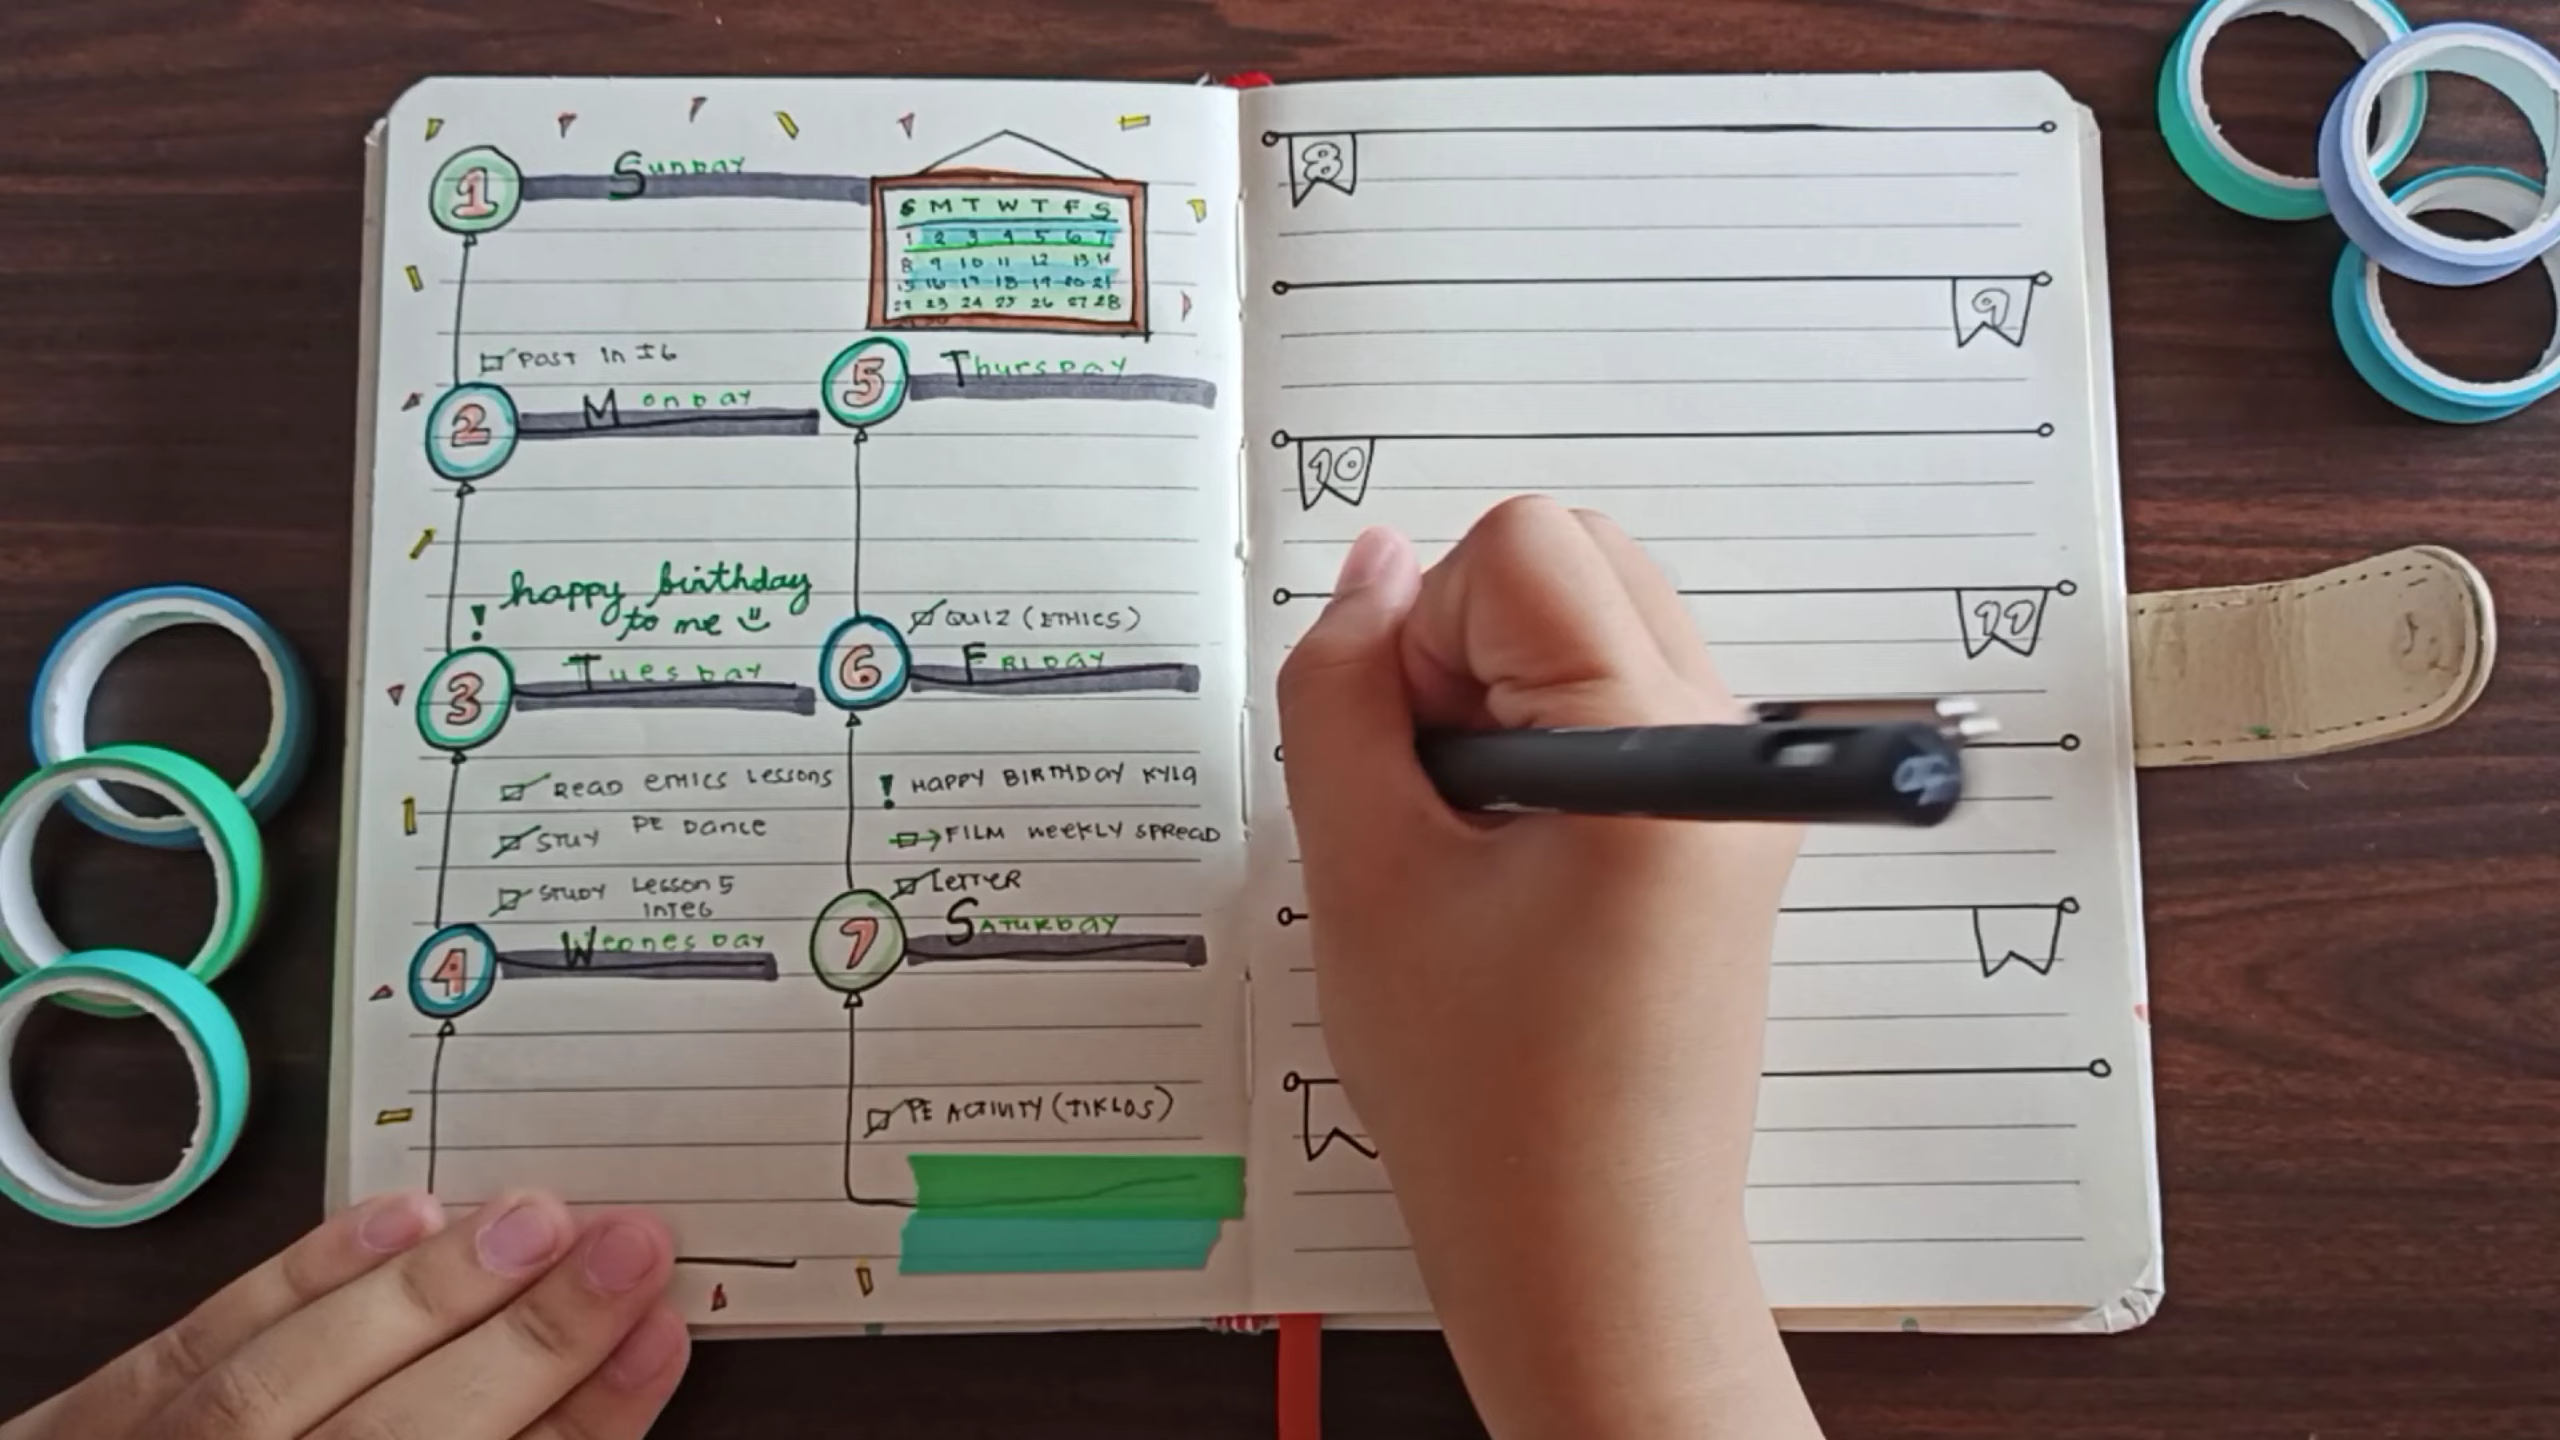 1 Sunday
S M T W T F S
1 2 3 4 5 6 7
8 9 10 11 12 13 14
15 16 17 18 19 20 21
23 24 25 26 27 28
POST in IG
2 Monday
happy birthday
! to me
3 Tuesday
READ ETHICS Lessons
STUY PE Dance
STUDY Lesson 5
INTEG
4 Wednesday
5 Thursday
QUIZ (ETHICS)
6 FRIDay
! HAPPY BIRTHDAY KYLA
FILM WEEKLY SPREAD
LETTER
7 SATURDAY
PE ACTIVITY (TIKLOS)
8
9
10
11